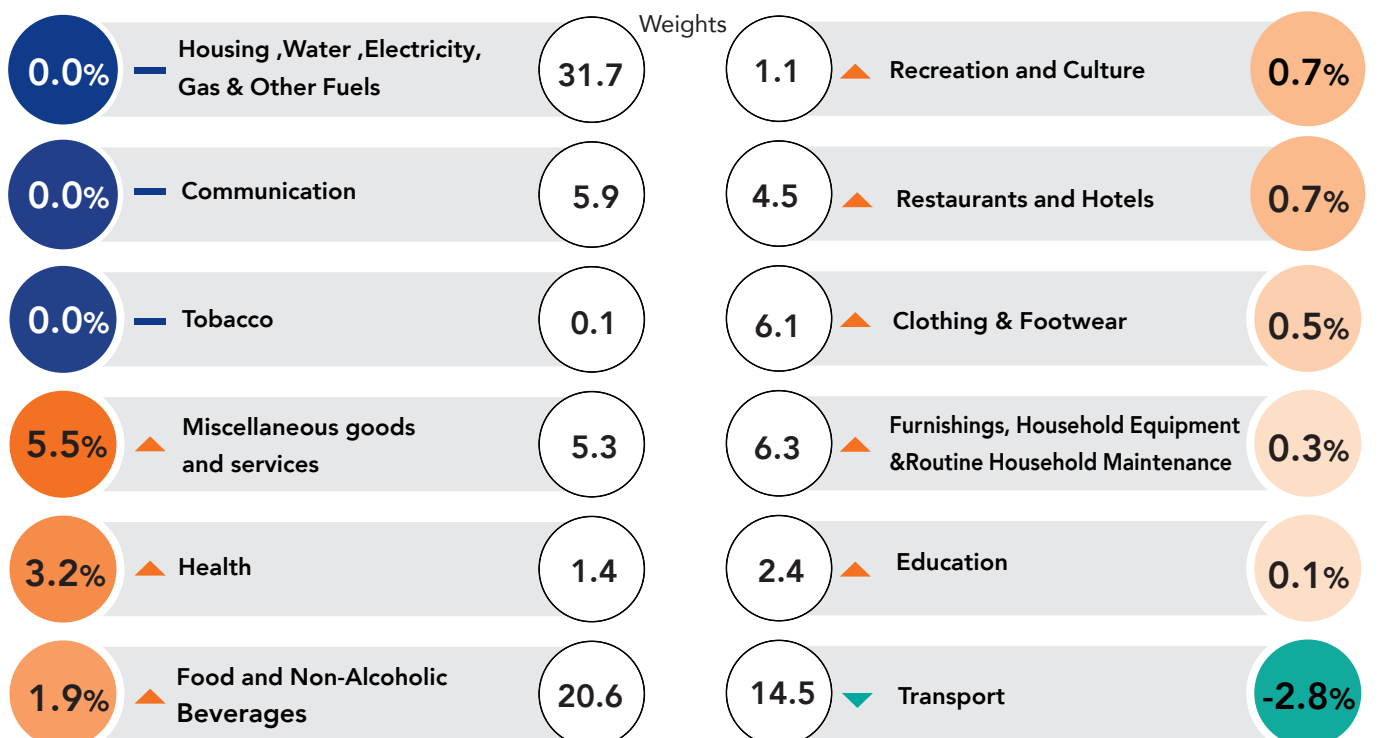 Weights
0.0%
Housing ,Water ,Electricity,
Gas & Other Fuels
31.7
0.0%
Communication
5.9
0.0%
Tobacco
0.1
5.5%
Miscellaneous goods
and services
5.3
3.2%
Health
1.4
1.9%
Food and Non-Alcoholic
Beverages
20.6
1.1
Recreation and Culture
0.7%
4.5
Restaurants and Hotels
0.7%
6.1
Clothing & Footwear
0.5%
6.3
Furnishings, Household Equipment
&Routine Household Maintenance
0.3%
2.4
Education
0.1%
14.5
Transport
-2.8%